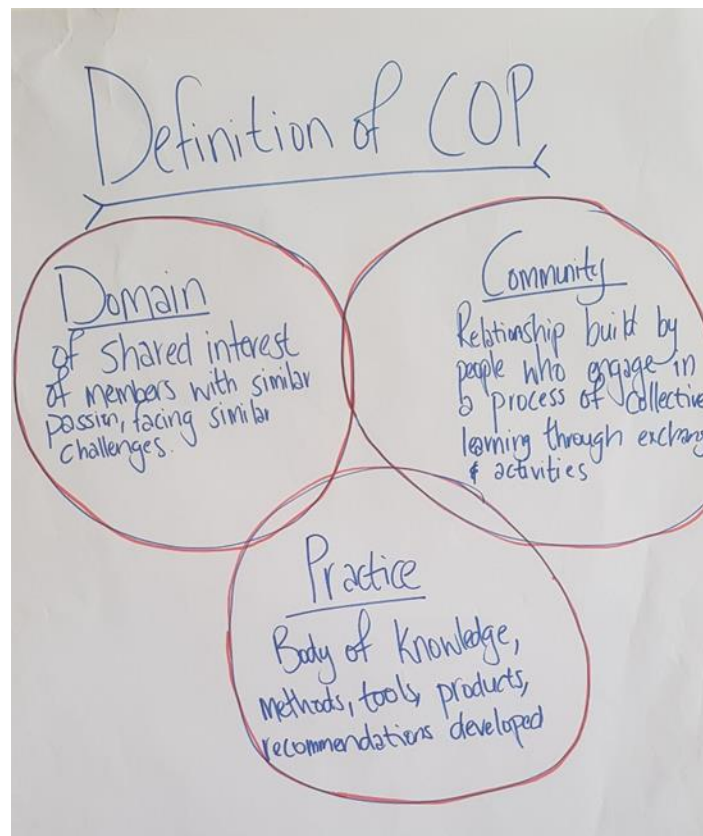 Definition of COP
Domain
of shared interest
of members with similar
passion, facing similar
challenges.
Community
Relationship build by
people who engage in
a process of collective
learning through exchang
& activities
Practice
Body of Knowledge,
methods, tools, products,
recommendations developed